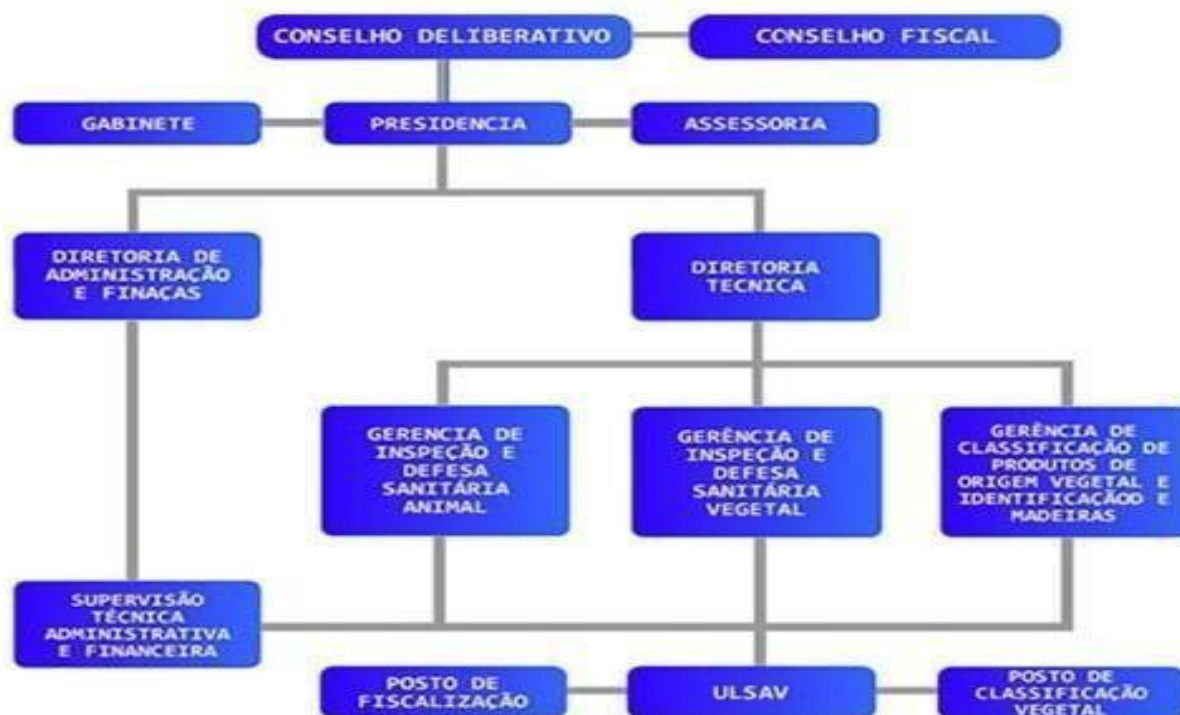 CONSELHO DELIBERATIVO
CONSELHO FISCAL
GABINETE
PRESIDENCIA
ASSESSORIA
DIRETORIA DE
ADMINISTRAÇÃO
E FINAÇAS
DIRETORIA
TECNICA
GERENCIA DE
INSPEÇÃO E
DEFESA
SANITÁRIA
ANIMAL
GERÊNCIA DE
INSPEÇÃO E
DEFESA
SANITÁRIA
VEGETAL
GERÊNCIA DE
CLASSIFICAÇÃO DE
PRODUTOS DE
ORIGEM VEGETAL E
IDENTIFICAÇÃOD E
MADEIRAS
SUPERVISÃO
TÉCNICA
ADMINISTRATIVA
E FINANCEIRA
POSTO DE
FISCALIZAÇÃO
ULSAV
POSTO DE
CLASSIFICAÇÃO
VEGETAL